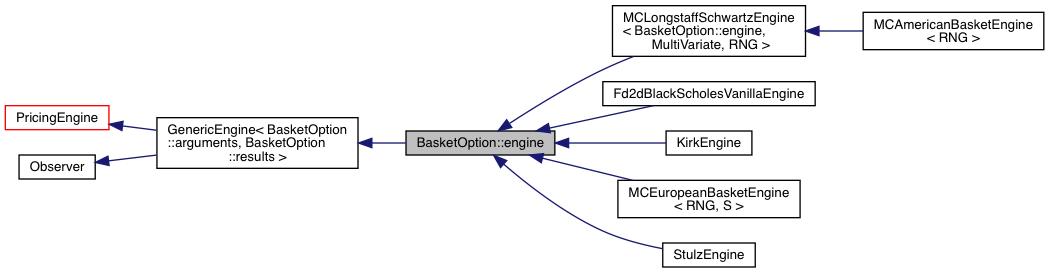 PricingEngine
Observer
GenericEngine< BasketOption
::arguments, BasketOption
::results >
BasketOption::engine
MCLongstaffSchwartzEngine
< BasketOption::engine,
MultiVariate, RNG >
Fd2dBlackScholesVanillaEngine
KirkEngine
MCEuropeanBasketEngine
< RNG, S >
StulzEngine
MCAmericanBasketEngine
< RNG >